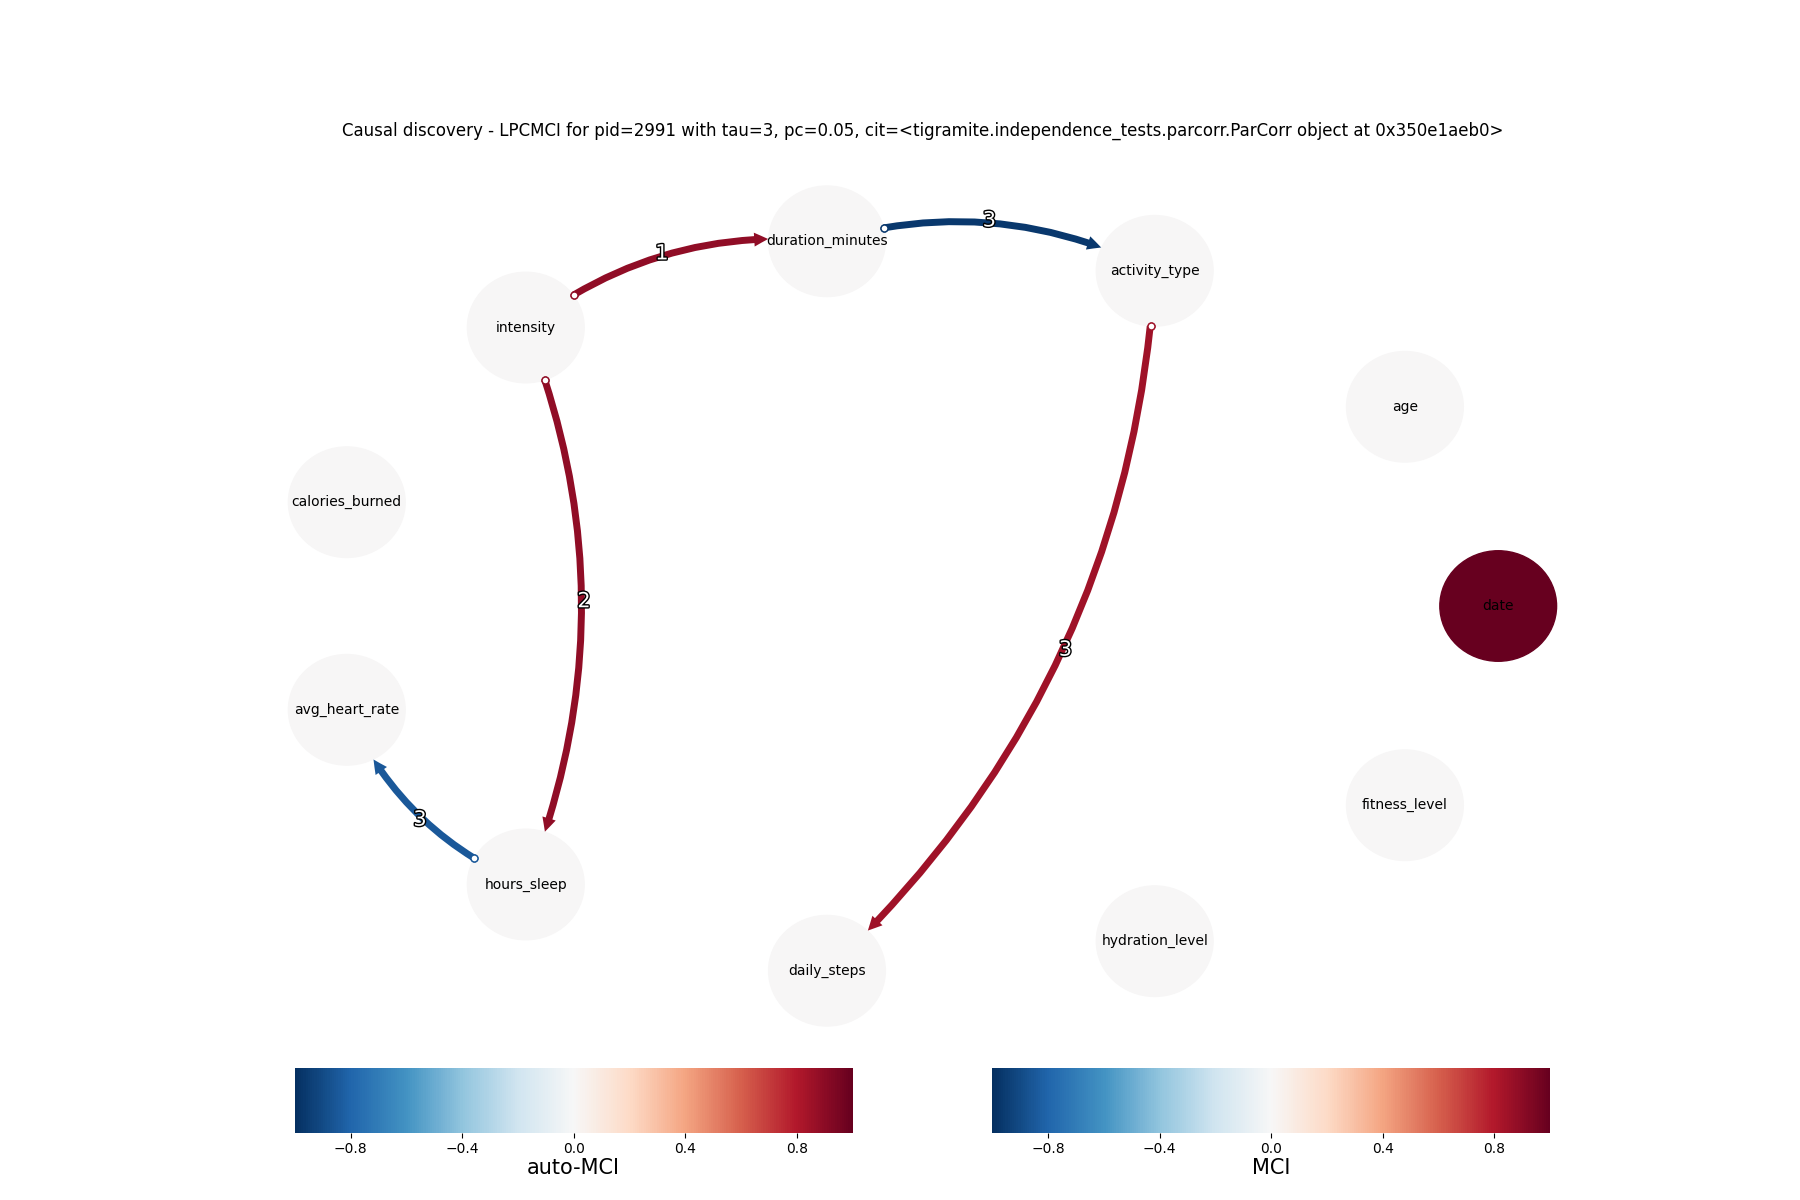 Causal discovery - LPCMCI for pid=2991 with tau=3, pc=0.05, cit=<tigramite.independence_tests.parcorr.ParCorr object at 0x350e1aeb0>
3
duration_minutes
1
activity_type
intensity
age
calories_burned
2
date
3
avg_heart_rate
fitness_level
3
hours_sleep
hydration_level
daily_steps
−0.8 −0.4 0.0 0.4 0.8 −0.8 −0.4 0.0 0.4 0.8
auto-MCI MCI